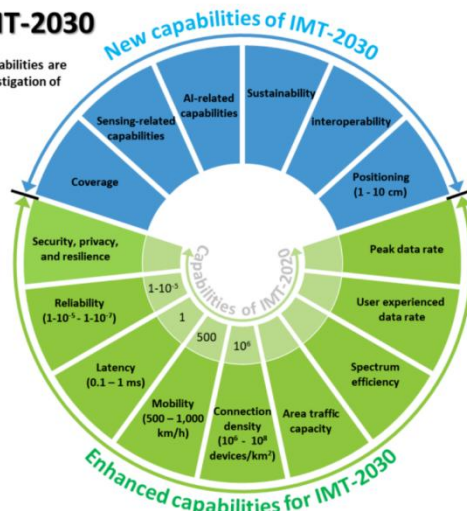 MT-2030
abilities are
stigation of
New capabilities of IMT-2030
Coverage
Sensing-related
capabilities
AI-related
capabilities
Sustainability
Interoperability
Positioning
(1 - 10 cm)
Security, privacy,
and resilience
Reliability
(1-10⁻⁵ - 1-10⁻⁷)
Latency
(0.1 – 1 ms)
Mobility
(500 – 1,000
km/h)
Connection
density
(10⁶ - 10⁸
devices/km²)
Area traffic
capacity
Spectrum
efficiency
User experienced
data rate
Peak data rate
1-10⁻⁵
1
500
10⁶
Capabilities of IMT-2020
Enhanced capabilities for IMT-2030